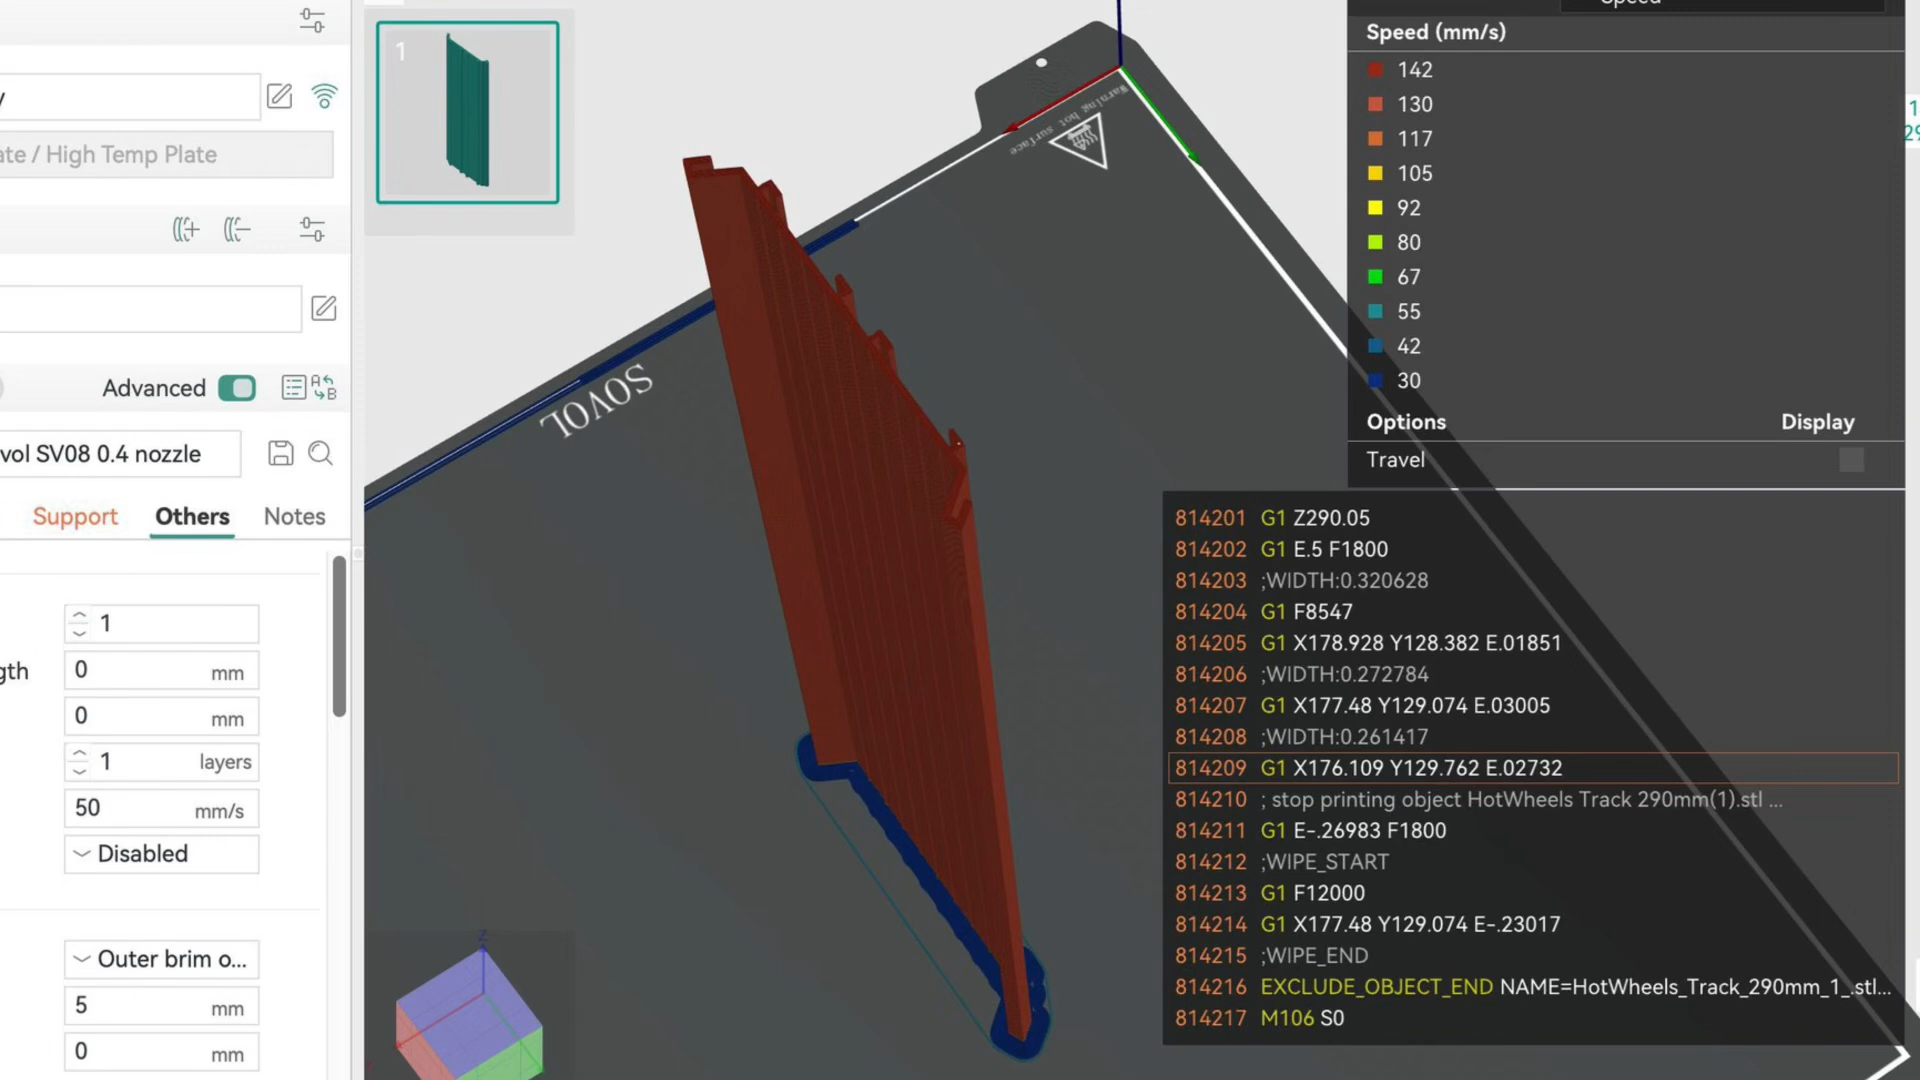 y
ate / High Temp Plate
Advanced
vol SV08 0.4 nozzle
Support Others Notes
1
gth 0 mm
0 mm
1 layers
50 mm/s
Disabled
Outer brim o...
5 mm
0 mm
1
Warning hot surface
SOVOL
Z
Speed
Speed (mm/s)
142
130
117
105
92
80
67
55
42
30
Options Display
Travel
1
29
814201 G1 Z290.05
814202 G1 E.5 F1800
814203 ;WIDTH:0.320628
814204 G1 F8547
814205 G1 X178.928 Y128.382 E.01851
814206 ;WIDTH:0.272784
814207 G1 X177.48 Y129.074 E.03005
814208 ;WIDTH:0.261417
814209 G1 X176.109 Y129.762 E.02732
814210 ; stop printing object HotWheels Track 290mm(1).stl ...
814211 G1 E-.26983 F1800
814212 ;WIPE_START
814213 G1 F12000
814214 G1 X177.48 Y129.074 E-.23017
814215 ;WIPE_END
814216 EXCLUDE_OBJECT_END NAME=HotWheels_Track_290mm_1_.stl...
814217 M106 S0